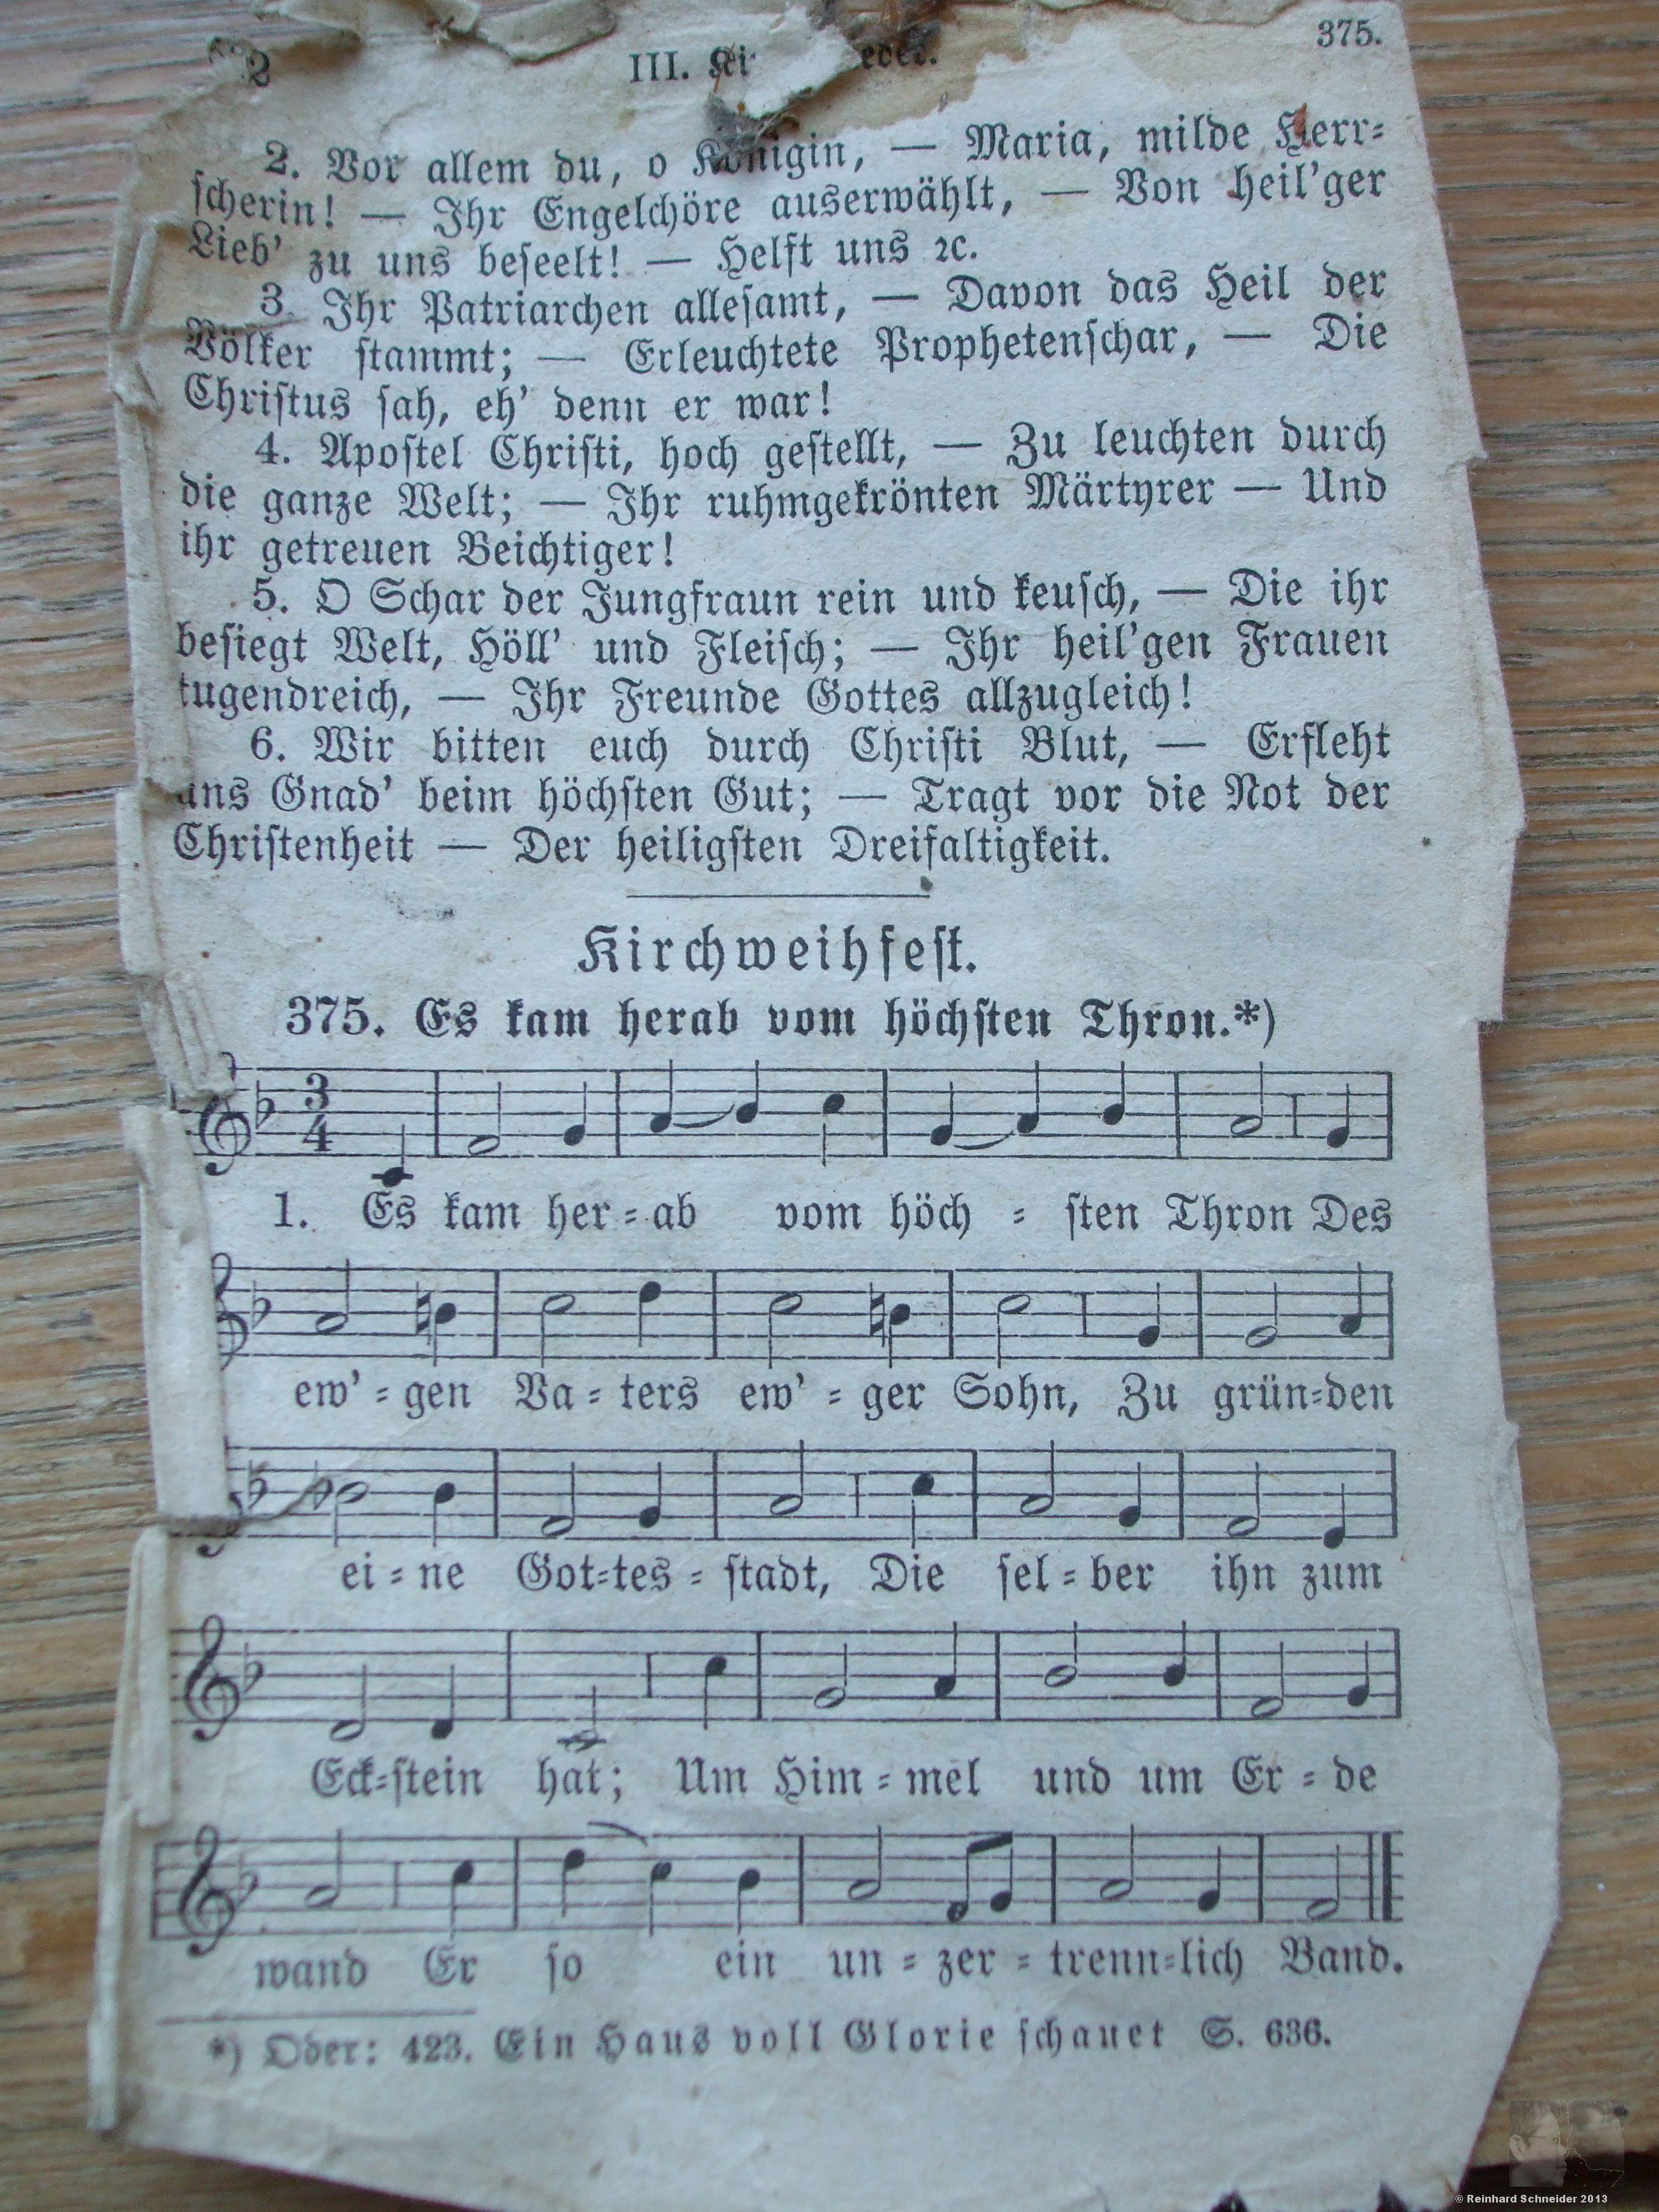 2 III. 375.
2. Vor allem du, o Königin, — Maria, milde Herr-
scherin! — Ihr Engelchöre auserwählt, — Von heil'ger
Lieb' zu uns beseelt! — Helft uns ꝛc.
3. Ihr Patriarchen allesamt, — Davon das Heil der
Völker stammt; — Erleuchtete Prophetenschar, — Die
Christus sah, eh' denn er war!
4. Apostel Christi, hoch gestellt, — Zu leuchten durch
die ganze Welt; — Ihr ruhmgekrönten Märtyrer — Und
ihr getreuen Beichtiger!
5. O Schar der Jungfraun rein und keusch, — Die ihr
besiegt Welt, Höll' und Fleisch; — Ihr heil'gen Frauen
tugendreich, — Ihr Freunde Gottes allzugleich!
6. Wir bitten euch durch Christi Blut, — Erfleht
uns Gnad' beim höchsten Gut; — Tragt vor die Not der
Christenheit — Der heiligsten Dreifaltigkeit.
Kirchweihfest.
375. Es kam herab vom höchsten Thron.*)
3
4
1. Es kam her-ab vom höch - sten Thron Des
ew'-gen Va-ters ew'-ger Sohn, Zu grün-den
ei-ne Got-tes-stadt, Die sel-ber ihn zum
Eck-stein hat; Um Him-mel und um Er-de
wand Er so ein un-zer-trenn-lich Band.
*) Oder: 423. Ein Haus voll Glorie schauet S. 636.
© Reinhard Schneider 2013